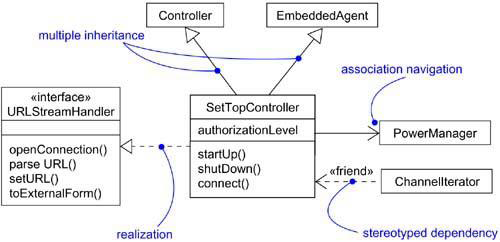 Controller
EmbeddedAgent
multiple inheritance
association navigation
«interface»
URLStreamHandler
openConnection()
parse URL()
setURL()
toExternalForm()
SetTopController
authorizationLevel
startUp()
shutDown()
connect()
PowerManager
«friend»
ChannelIterator
realization
stereotyped dependency